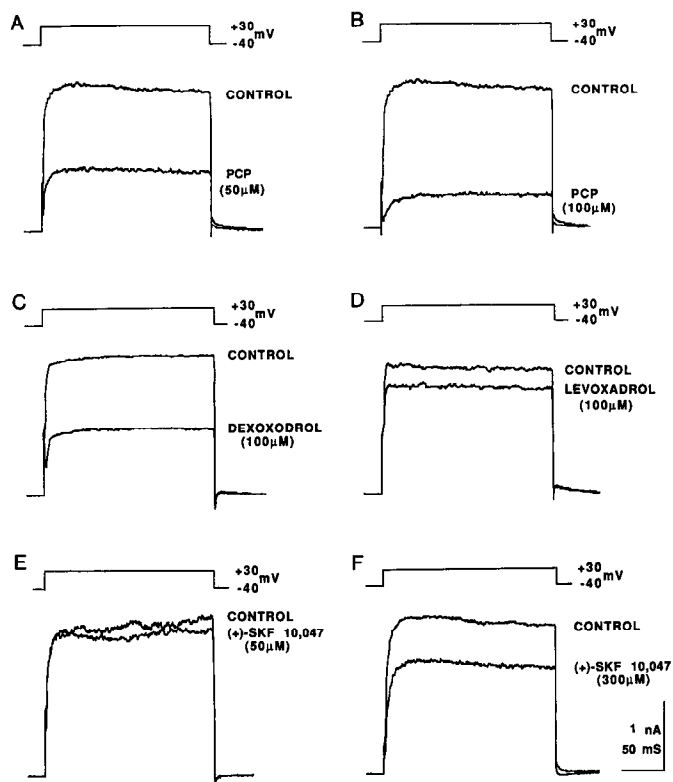 A
+30
-40 mV
CONTROL
PCP
(50μM)
B
+30
-40 mV
CONTROL
PCP
(100μM)
C
+30
-40 mV
CONTROL
DEXOXODROL
(100μM)
D
+30
-40 mV
CONTROL
LEVOXADROL
(100μM)
E
+30
-40 mV
CONTROL
(+)-SKF 10,047
(50μM)
F
+30
-40 mV
CONTROL
(+)-SKF 10,047
(300μM)
1 nA
50 mS